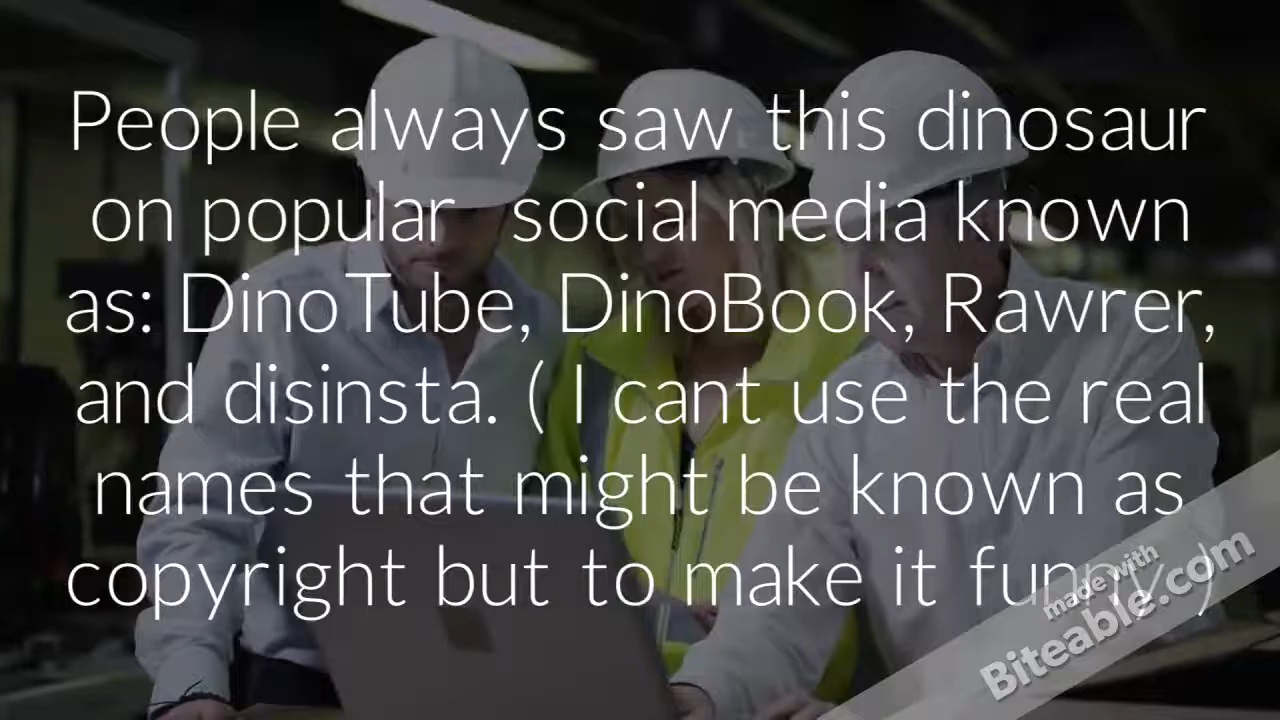 People always saw this dinosaur
on popular social media known
as: DinoTube, DinoBook, Rawrer,
and disinsta. ( I cant use the real
names that might be known as
copyright but to make it funny )
made with
Biteable.com